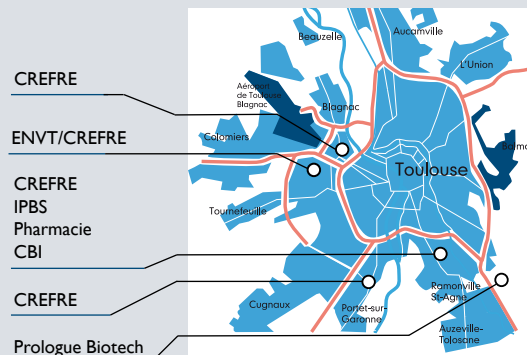 CREFRE
ENVT/CREFRE
CREFRE
IPBS
Pharmacie
CBI
CREFRE
Prologue Biotech
Beauzelle
Aucamville
L'Union
Aéroport
de Toulouse
Blagnac
Blagnac
Colomiers
Balma
Toulouse
Tournefeuille
Cugnaux
Portet-sur-
Garonne
Ramonville
St-Agne
Auzeville-
Tolosane